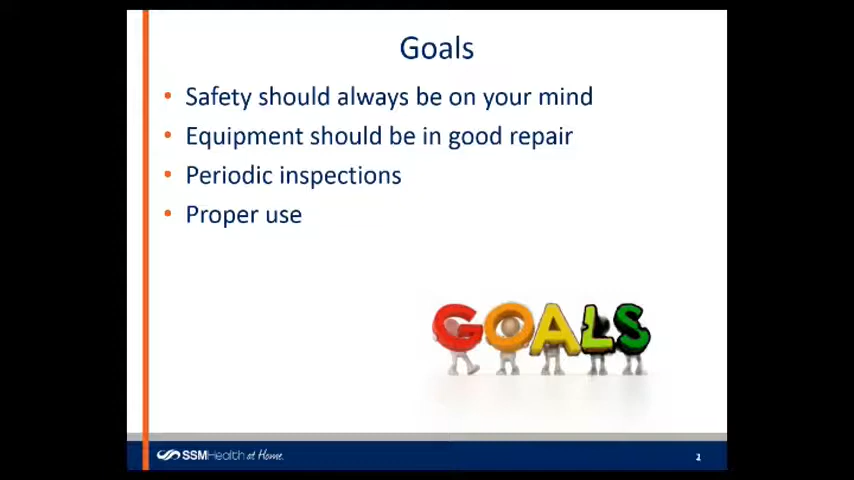 Goals
• Safety should always be on your mind
• Equipment should be in good repair
• Periodic inspections
• Proper use
GOALS
SSMHealth at Home.